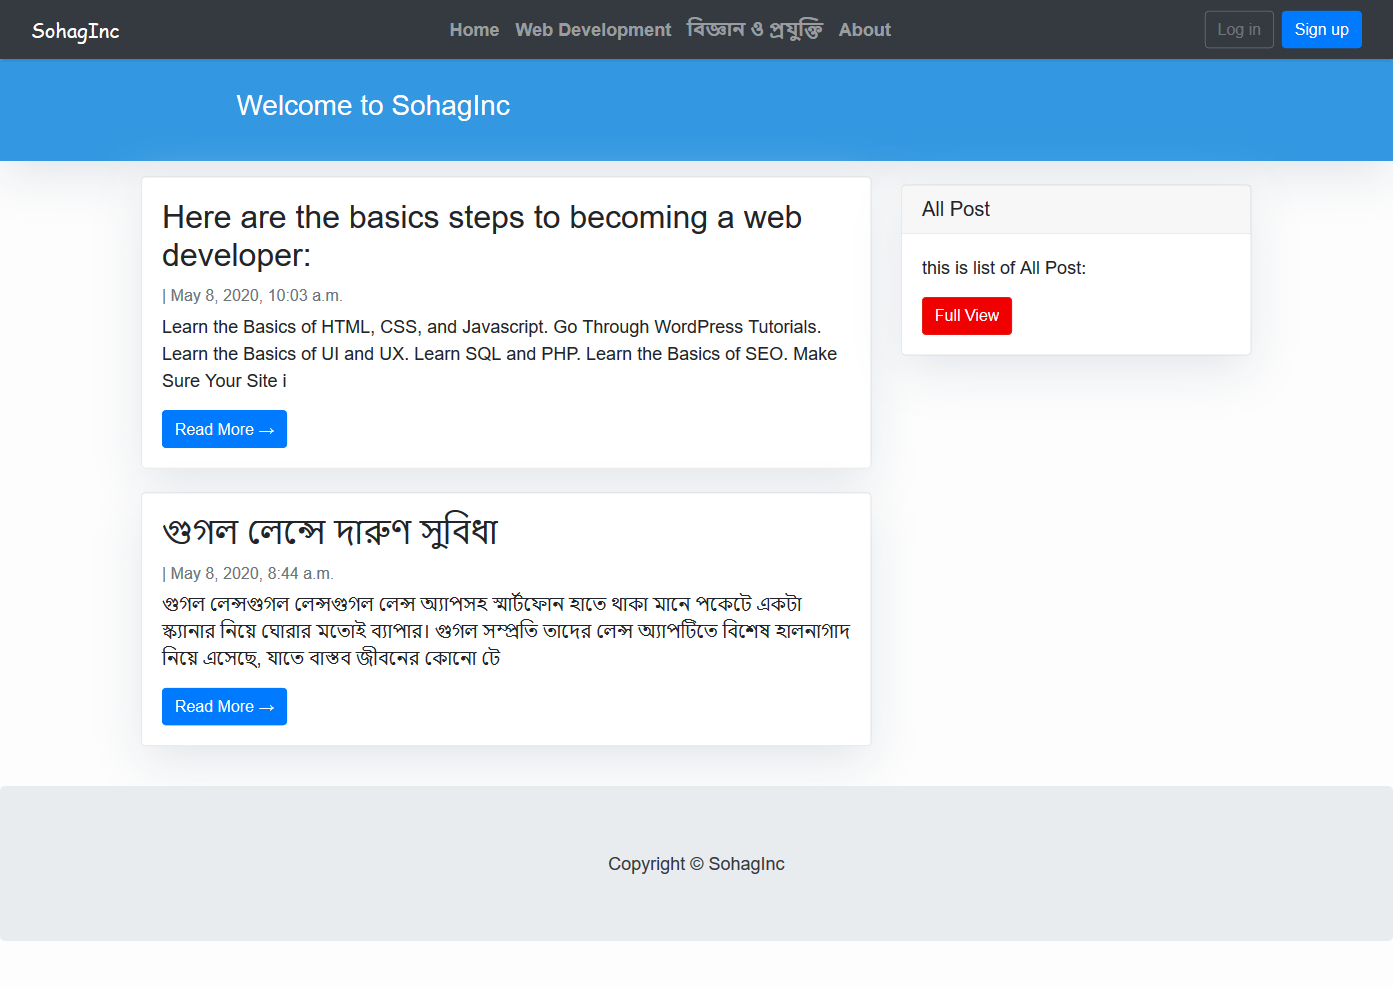 SohagInc
Home Web Development বিজ্ঞান ও প্রযুক্তি About
Log in Sign up
Welcome to SohagInc
Here are the basics steps to becoming a web
developer:
| May 8, 2020, 10:03 a.m.
Learn the Basics of HTML, CSS, and Javascript. Go Through WordPress Tutorials.
Learn the Basics of UI and UX. Learn SQL and PHP. Learn the Basics of SEO. Make
Sure Your Site i
Read More →
গুগল লেন্সে দারুণ সুবিধা
| May 8, 2020, 8:44 a.m.
গুগল লেন্সগুগল লেন্সগুগল লেন্স অ্যাপসহ স্মার্টফোন হাতে থাকা মানে পকেটে একটা
স্ক্যানার নিয়ে ঘোরার মতোই ব্যাপার। গুগল সম্প্রতি তাদের লেন্স অ্যাপটিতে বিশেষ হালনাগাদ
নিয়ে এসেছে, যাতে বাস্তব জীবনের কোনো টে
Read More →
All Post
this is list of All Post:
Full View
Copyright © SohagInc